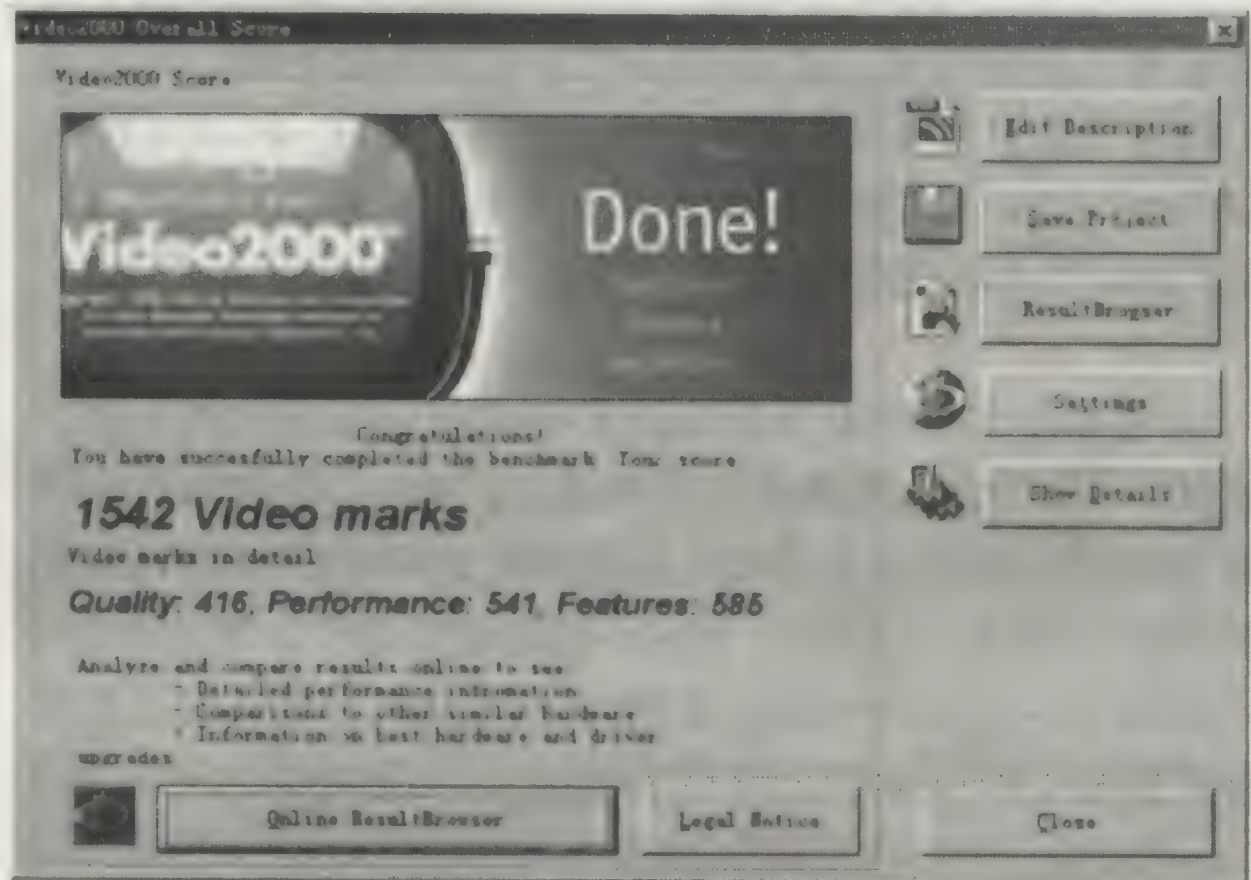 Video2000 Overall Score
Video2000 Score
Video2000
Done!
Edit Description
Save Project
ResultBrowser
Settings
Show Details
Congratulations!
You have succesfully completed the benchmark. Your score
1542 Video marks
Video marks in detail
Quality: 416, Performance: 541, Features: 585
Analyre and compare results online to see
- Detailed performance intromation
- Comparisons to other similar hardware
- Information on best hardware and driver
upgrades
Online ResultBrowser
Legal Notice
Close